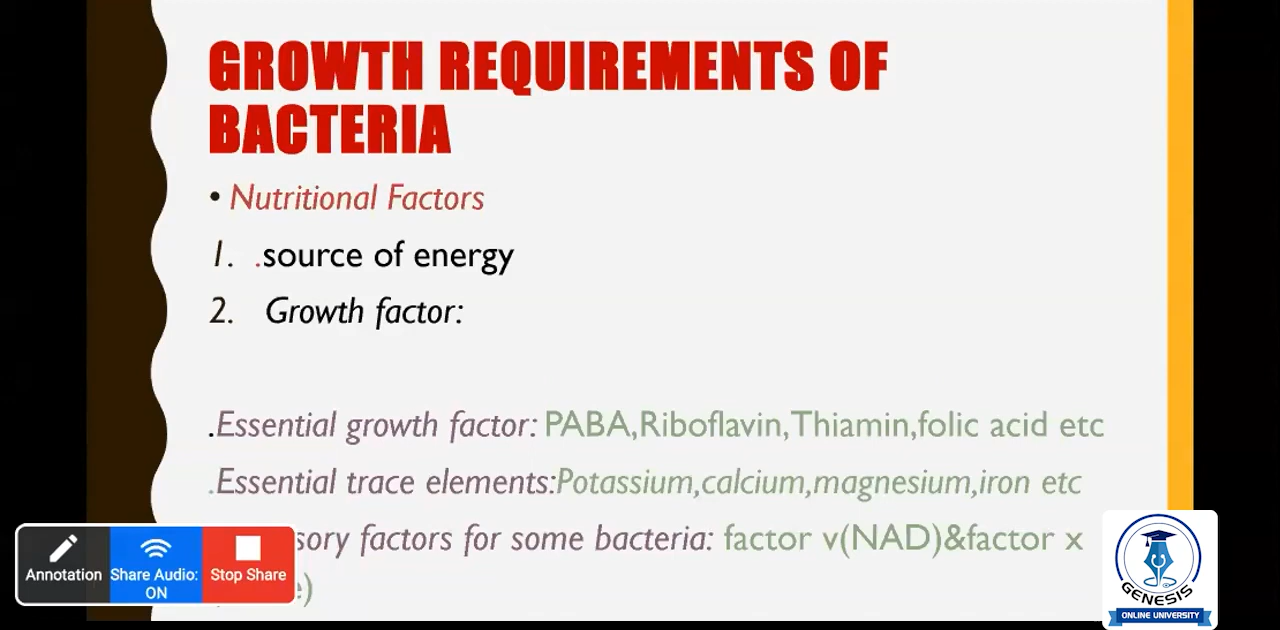 GROWTH REQUIREMENTS OF
BACTERIA
• Nutritional Factors
1. .source of energy
2. Growth factor:
.Essential growth factor: PABA,Riboflavin,Thiamin,folic acid etc
.Essential trace elements:Potassium,calcium,magnesium,iron etc
factors for some bacteria: factor v(NAD)&factor x
Annotation
Share Audio: ON
Stop Share
GENESIS
ONLINE UNIVERSITY